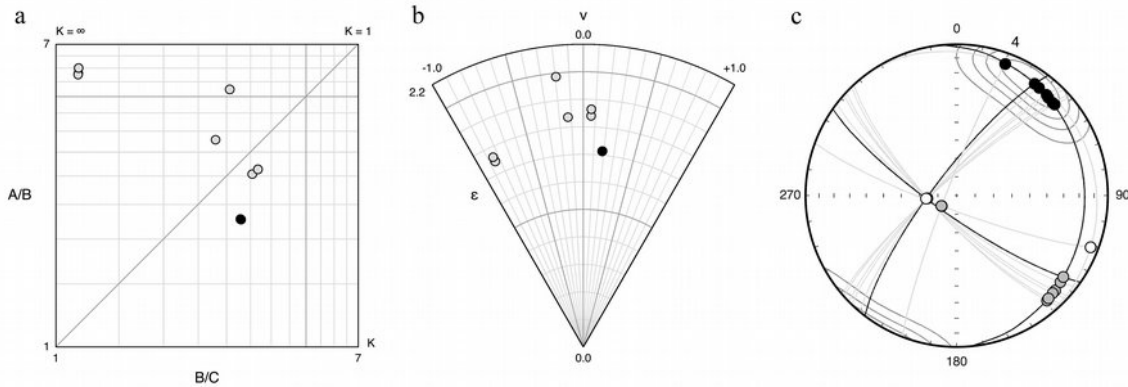 a
K = ∞
K = 1
7
A/B
1
K
1
7
B/C
b
ν
0.0
-1.0
+1.0
2.2
ε
0.0
c
0
4
270
90
180